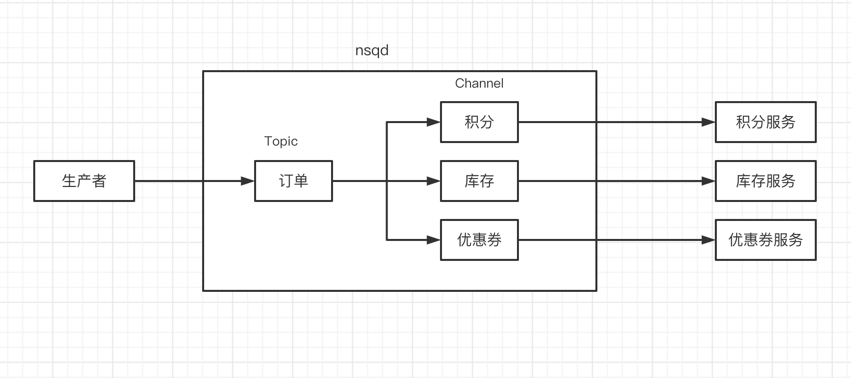 nsqd
Channel
积分
积分服务
Topic
生产者
订单
库存
库存服务
优惠券
优惠券服务